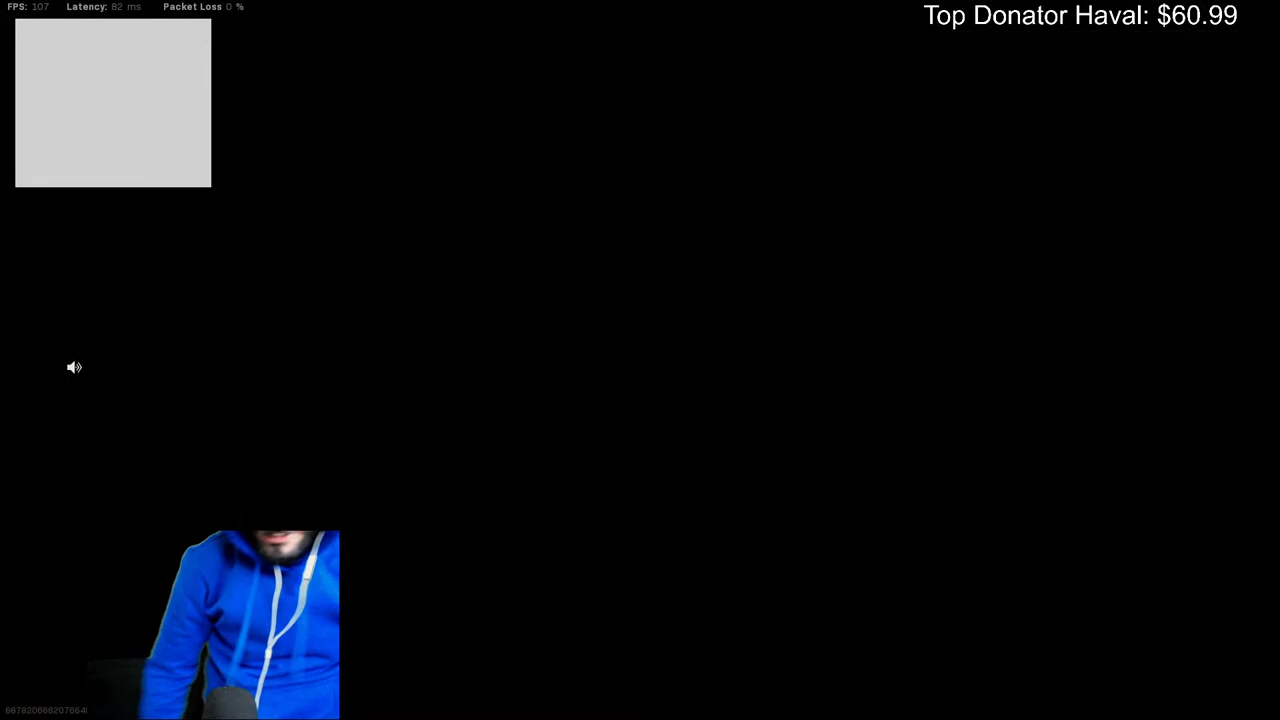 FPS: 107 Latency: 82 ms Packet Loss 0 %
Top Donator Haval: $60.99